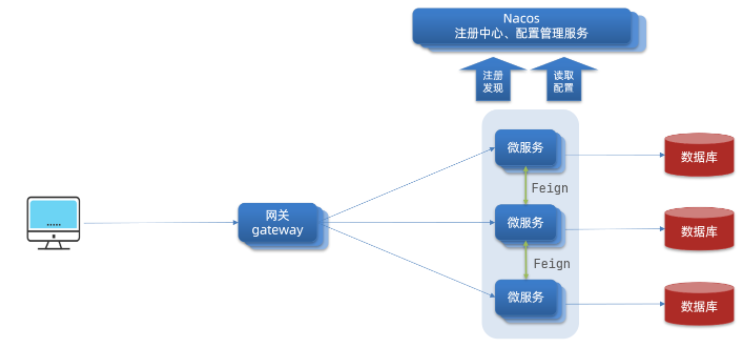 Nacos
注册中心、配置管理服务
注册
发现
读取
配置
微服务
数据库
Feign
网关
gateway
微服务
数据库
Feign
微服务
数据库